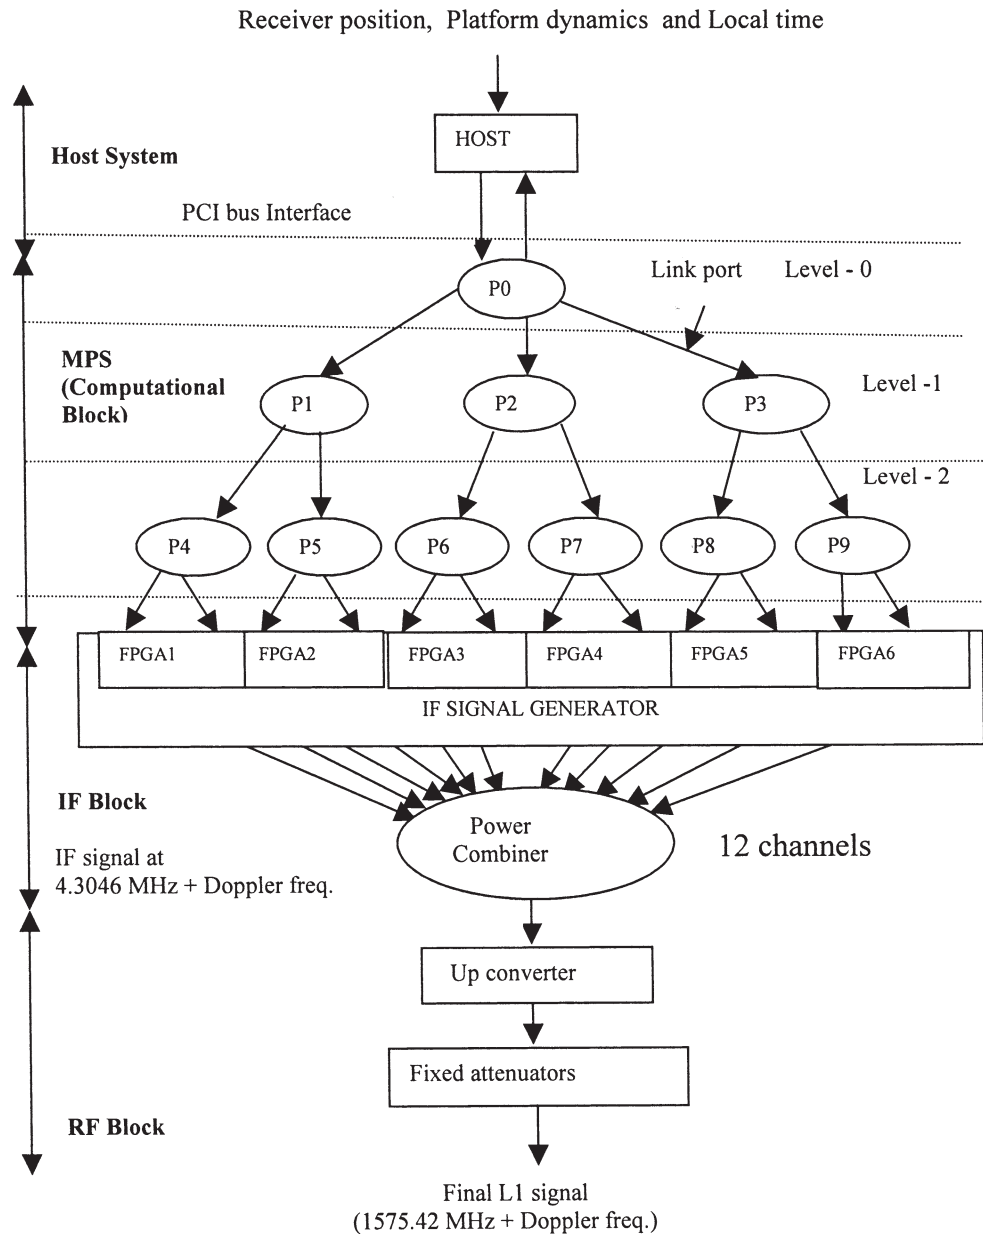 Receiver position, Platform dynamics and Local time
HOST
Host System
PCI bus Interface
Link port
Level - 0
P0
MPS
(Computational
Block)
Level -1
P1
P2
P3
Level - 2
P4
P5
P6
P7
P8
P9
FPGA1
FPGA2
FPGA3
FPGA4
FPGA5
FPGA6
IF SIGNAL GENERATOR
IF Block
Power
Combiner
12 channels
IF signal at
4.3046 MHz + Doppler freq.
Up converter
Fixed attenuators
RF Block
Final L1 signal
(1575.42 MHz + Doppler freq.)